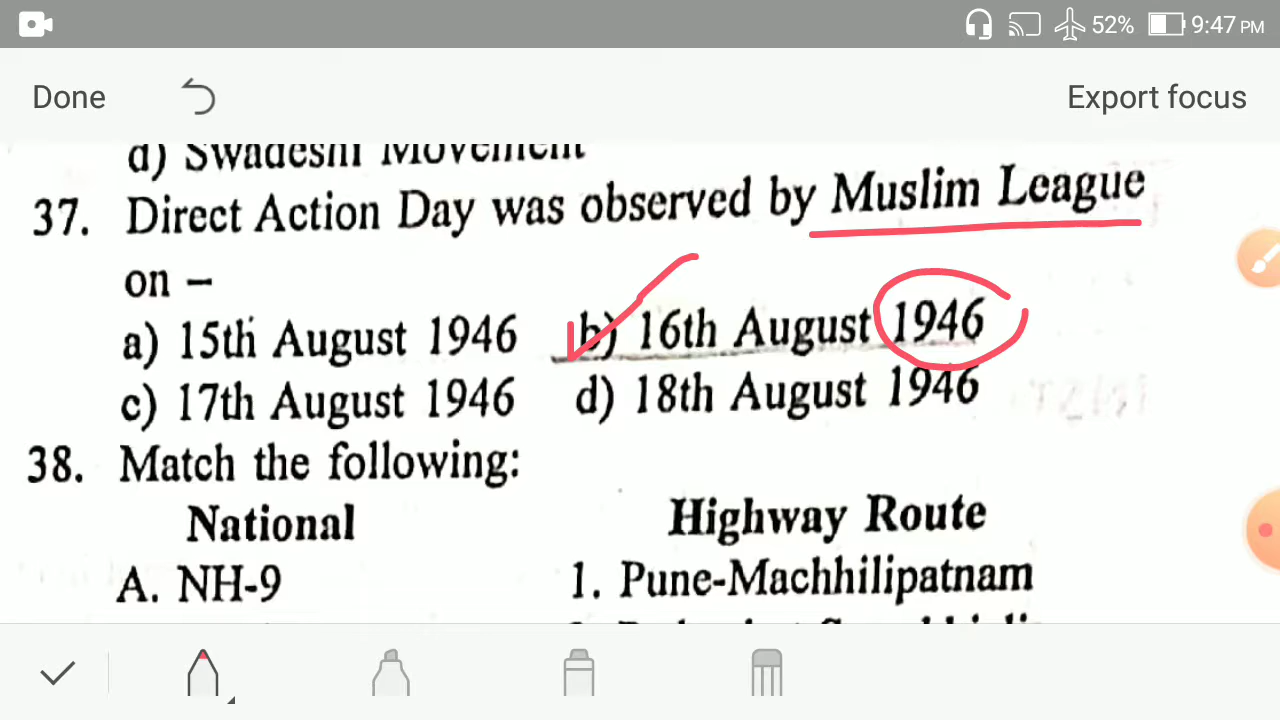 52% 9:47 PM
Done Export focus
d) Swadeshi Movement
37. Direct Action Day was observed by Muslim League
on –
a) 15th August 1946 b) 16th August 1946
c) 17th August 1946 d) 18th August 1946
38. Match the following:
National Highway Route
A. NH-9 1. Pune-Machhilipatnam